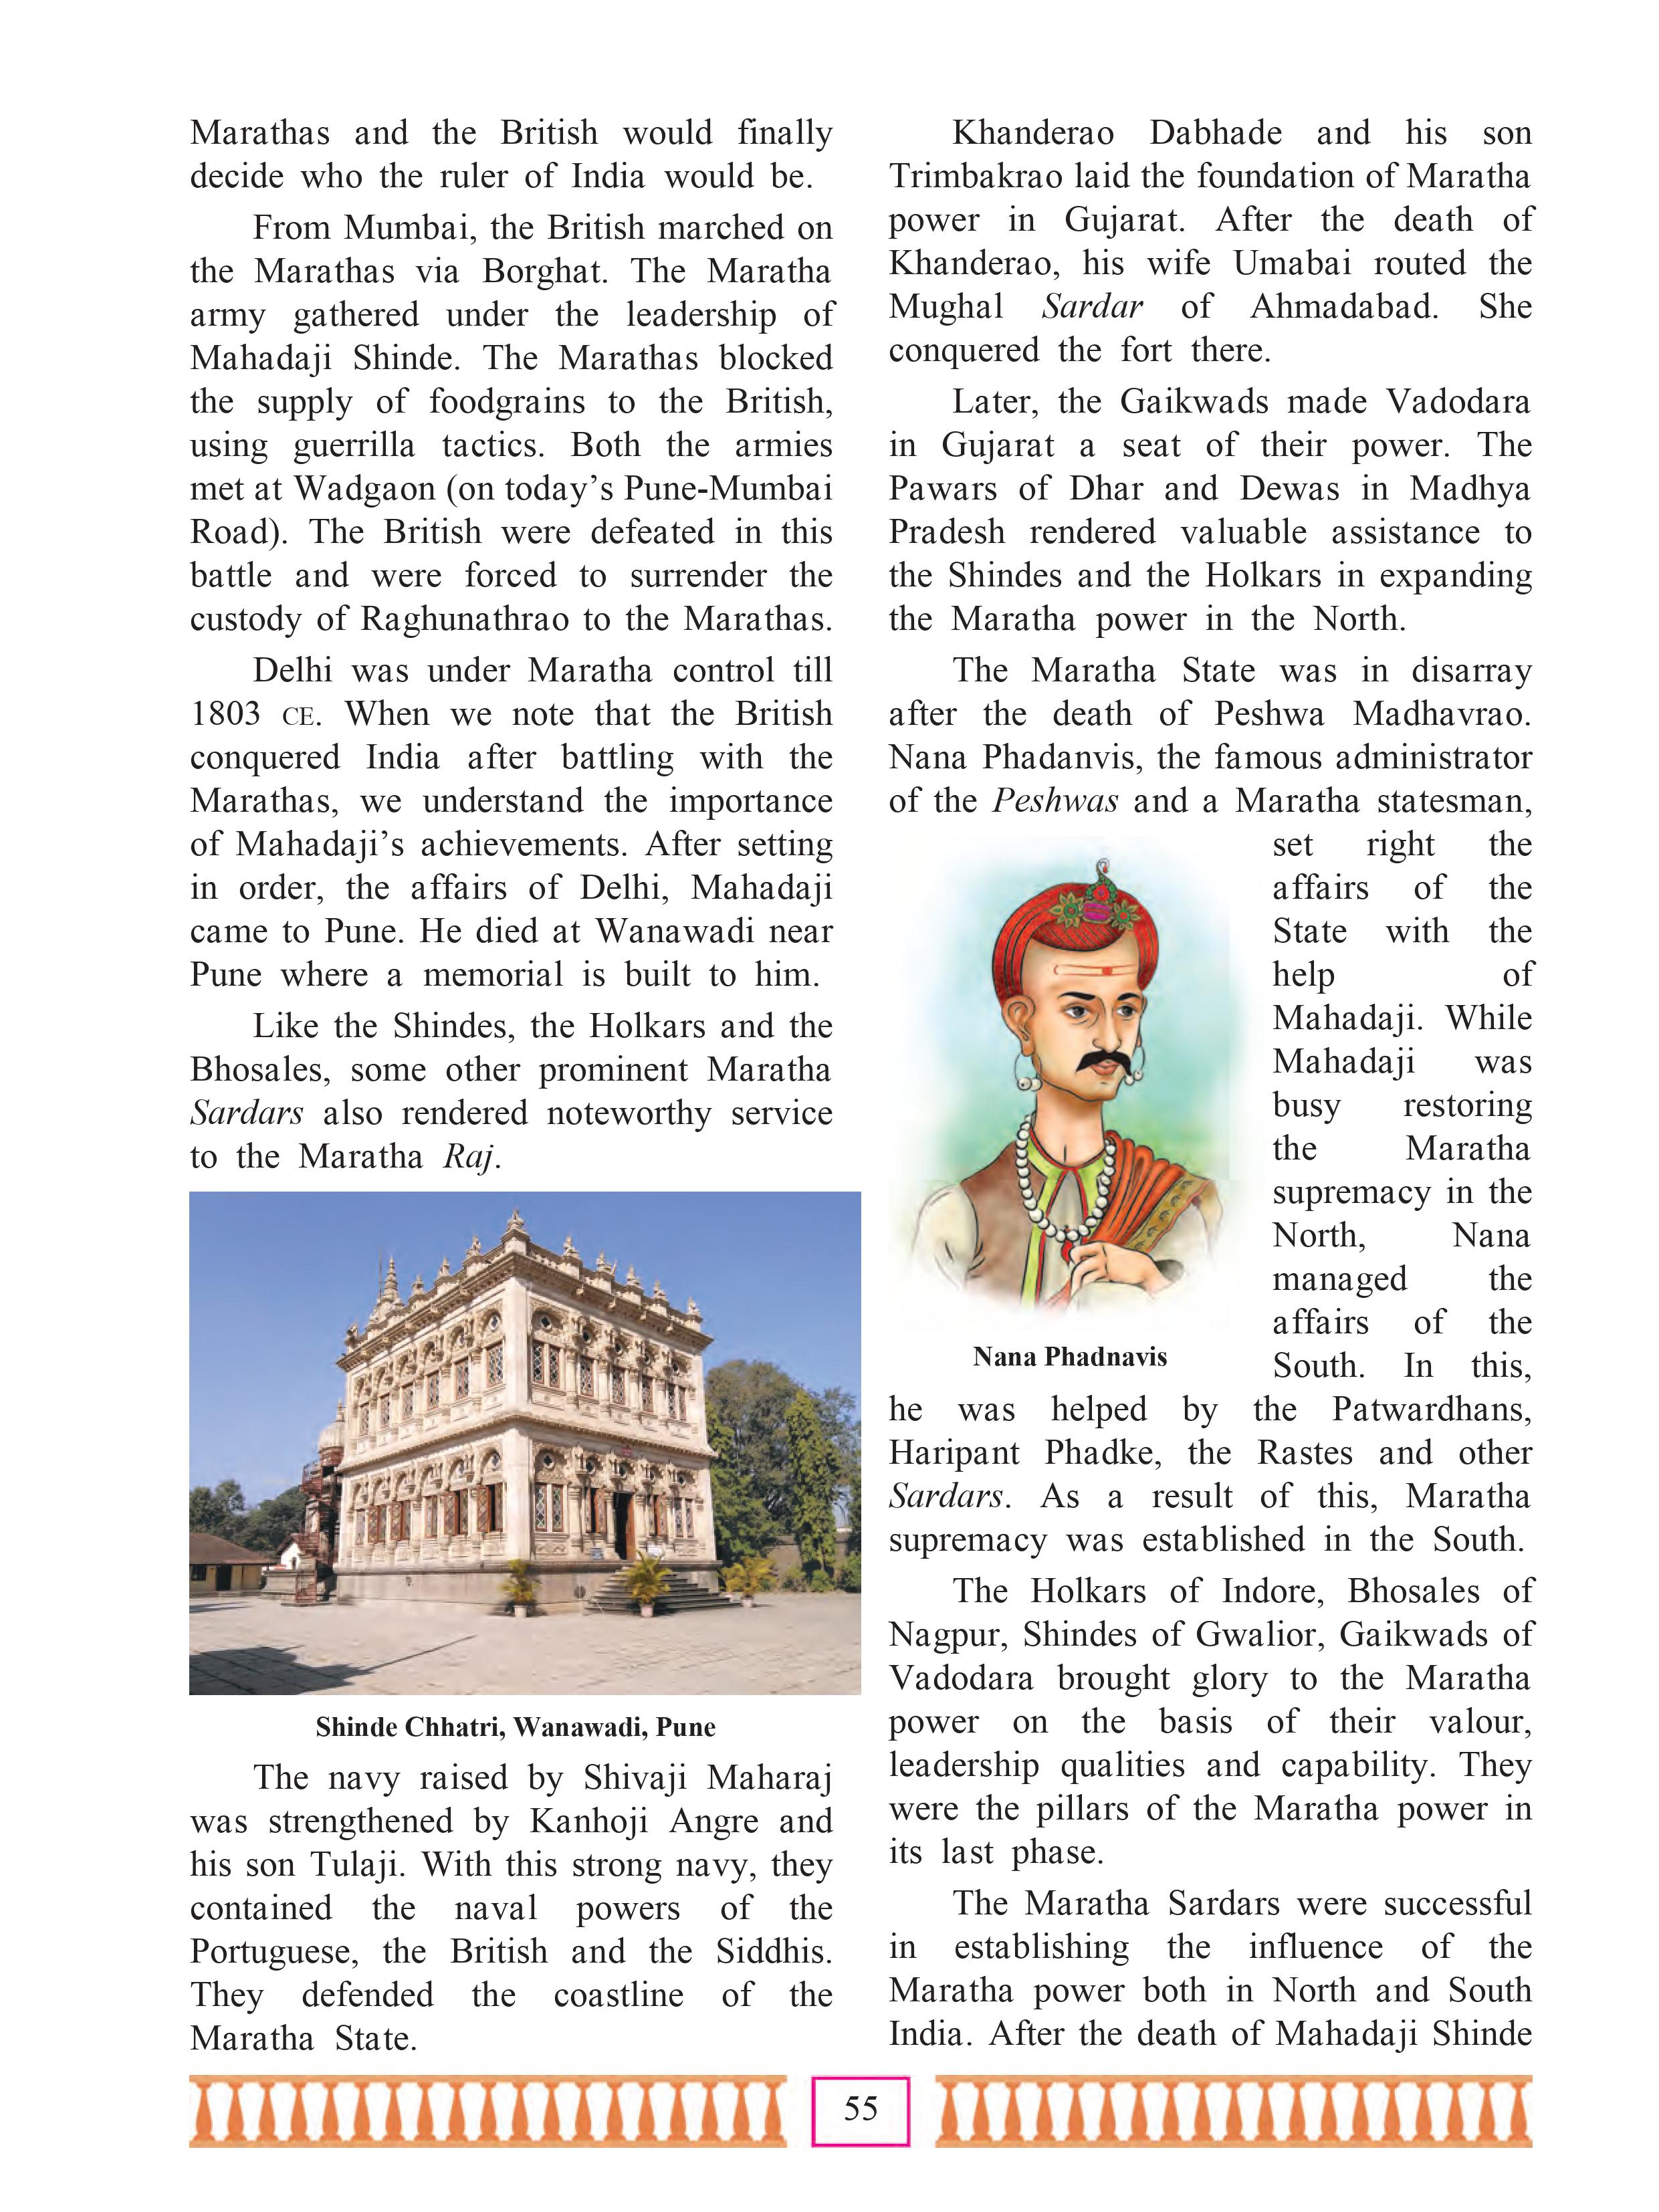 Marathas and the British would finally
decide who the ruler of India would be.
From Mumbai, the British marched on
the Marathas via Borghat. The Maratha
army gathered under the leadership of
Mahadaji Shinde. The Marathas blocked
the supply of foodgrains to the British,
using guerrilla tactics. Both the armies
met at Wadgaon (on today’s Pune-Mumbai
Road). The British were defeated in this
battle and were forced to surrender the
custody of Raghunathrao to the Marathas.
Delhi was under Maratha control till
1803 CE. When we note that the British
conquered India after battling with the
Marathas, we understand the importance
of Mahadaji’s achievements. After setting
in order, the affairs of Delhi, Mahadaji
came to Pune. He died at Wanawadi near
Pune where a memorial is built to him.
Like the Shindes, the Holkars and the
Bhosales, some other prominent Maratha
Sardars also rendered noteworthy service
to the Maratha Raj.
Shinde Chhatri, Wanawadi, Pune
The navy raised by Shivaji Maharaj
was strengthened by Kanhoji Angre and
his son Tulaji. With this strong navy, they
contained the naval powers of the
Portuguese, the British and the Siddhis.
They defended the coastline of the
Maratha State.
Khanderao Dabhade and his son
Trimbakrao laid the foundation of Maratha
power in Gujarat. After the death of
Khanderao, his wife Umabai routed the
Mughal Sardar of Ahmadabad. She
conquered the fort there.
Later, the Gaikwads made Vadodara
in Gujarat a seat of their power. The
Pawars of Dhar and Dewas in Madhya
Pradesh rendered valuable assistance to
the Shindes and the Holkars in expanding
the Maratha power in the North.
The Maratha State was in disarray
after the death of Peshwa Madhavrao.
Nana Phadanvis, the famous administrator
of the Peshwas and a Maratha statesman,
set right the
affairs of the
State with the
help of
Mahadaji. While
Mahadaji was
busy restoring
the Maratha
supremacy in the
North, Nana
managed the
affairs of the
South. In this,
Nana Phadnavis
he was helped by the Patwardhans,
Haripant Phadke, the Rastes and other
Sardars. As a result of this, Maratha
supremacy was established in the South.
The Holkars of Indore, Bhosales of
Nagpur, Shindes of Gwalior, Gaikwads of
Vadodara brought glory to the Maratha
power on the basis of their valour,
leadership qualities and capability. They
were the pillars of the Maratha power in
its last phase.
The Maratha Sardars were successful
in establishing the influence of the
Maratha power both in North and South
India. After the death of Mahadaji Shinde
55